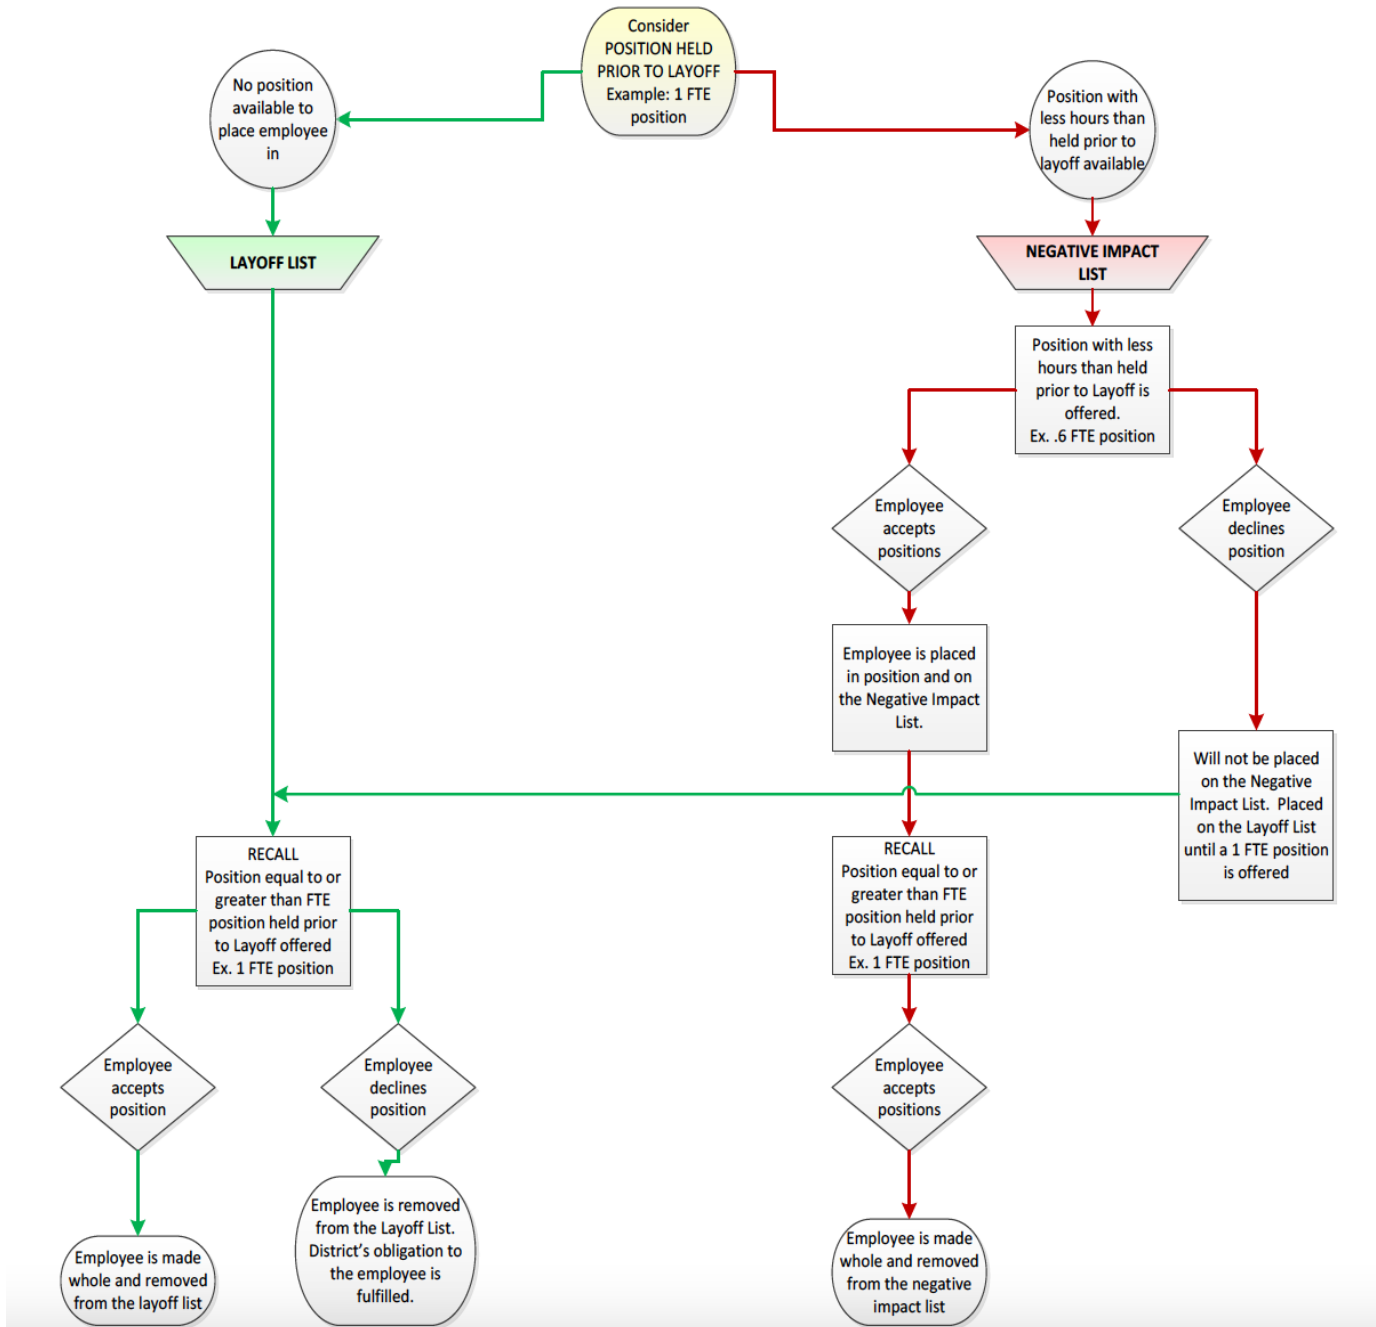 Consider
POSITION HELD
PRIOR TO LAYOFF
Example: 1 FTE
position
No position
available to
place employee
in
Position with
less hours than
held prior to
layoff available
LAYOFF LIST
NEGATIVE IMPACT
LIST
Position with less
hours than held
prior to Layoff is
offered.
Ex. .6 FTE position
Employee
accepts
positions
Employee
declines
position
Employee is placed
in position and on
the Negative Impact
List.
Will not be placed
on the Negative
Impact List. Placed
on the Layoff List
until a 1 FTE position
is offered
RECALL
Position equal to or
greater than FTE
position held prior
to Layoff offered
Ex. 1 FTE position
RECALL
Position equal to or
greater than FTE
position held prior
to Layoff offered
Ex. 1 FTE position
Employee
accepts
position
Employee
declines
position
Employee
accepts
positions
Employee is made
whole and removed
from the layoff list
Employee is removed
from the Layoff List.
District's obligation to
the employee is
fulfilled.
Employee is made
whole and removed
from the negative
impact list